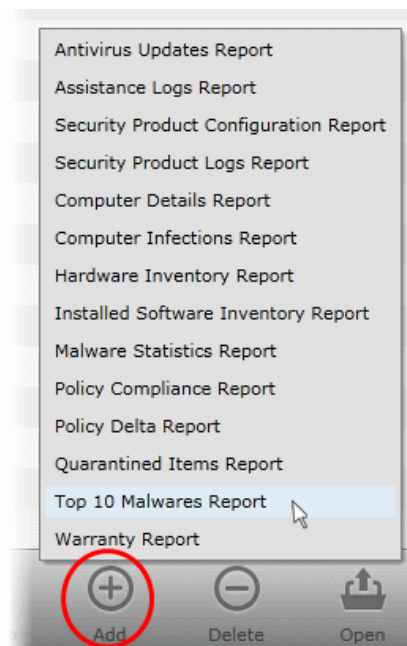 Antivirus Updates Report
Assistance Logs Report
Security Product Configuration Report
Security Product Logs Report
Computer Details Report
Computer Infections Report
Hardware Inventory Report
Installed Software Inventory Report
Malware Statistics Report
Policy Compliance Report
Policy Delta Report
Quarantined Items Report
Top 10 Malwares Report
Warranty Report
Add Delete Open